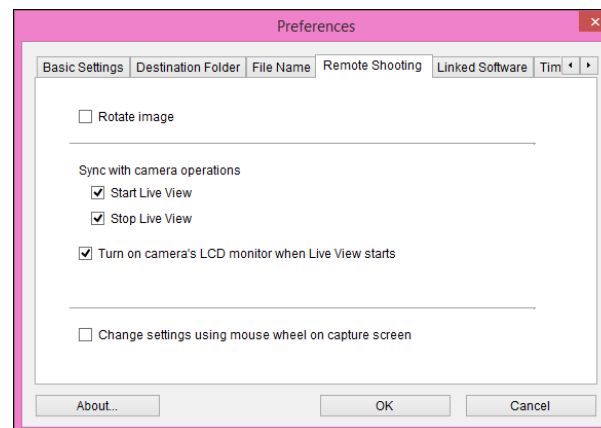 Preferences
Basic Settings Destination Folder File Name Remote Shooting Linked Software Tim
Rotate image
Sync with camera operations
Start Live View
Stop Live View
Turn on camera's LCD monitor when Live View starts
Change settings using mouse wheel on capture screen
About... OK Cancel